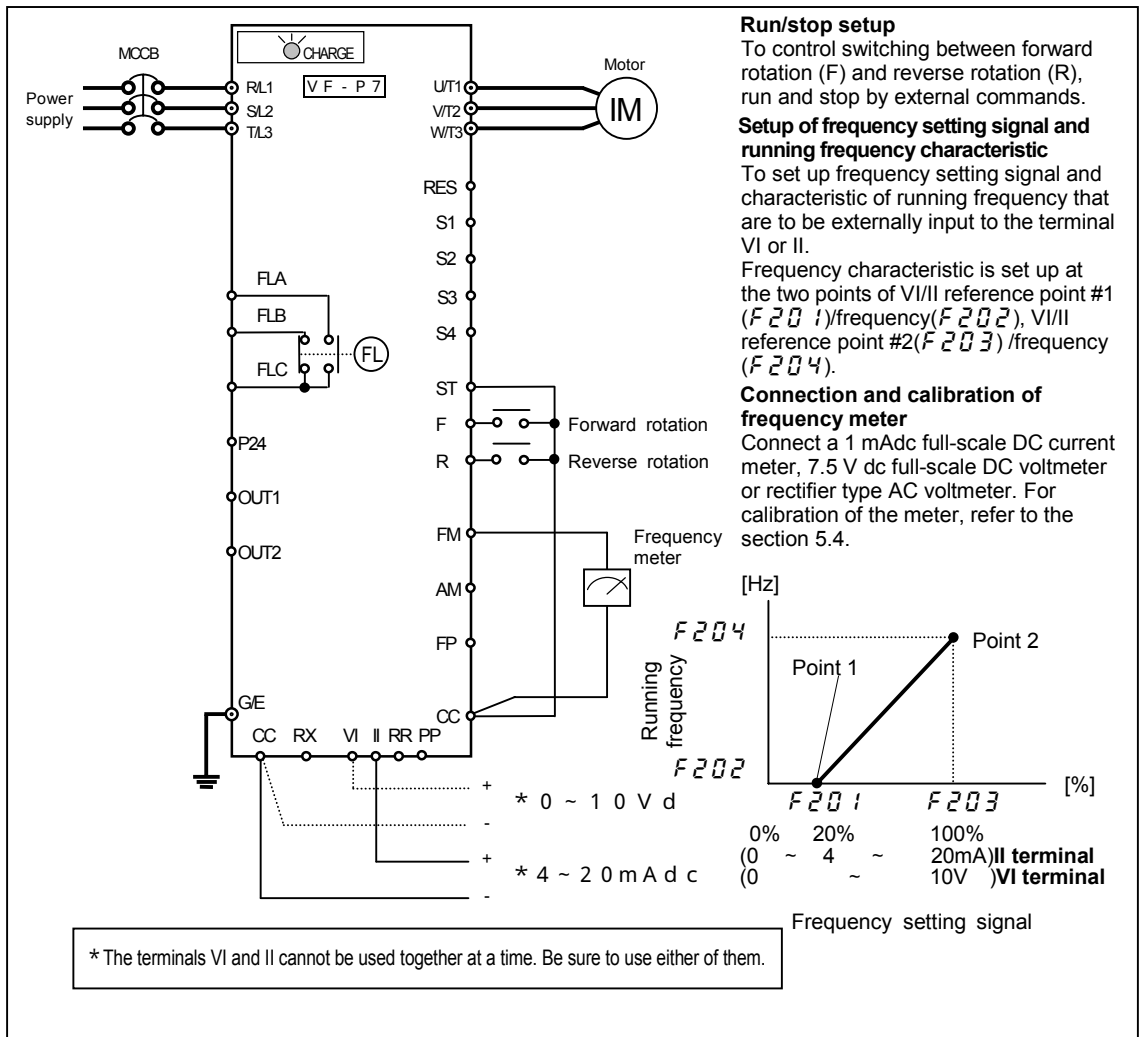 CHARGE
VF-P7
MCCB
Power
supply
R/L1
S/L2
T/L3
U/T1
V/T2
W/T3
Motor
IM
RES
S1
S2
S3
S4
FLA
FLB
FLC
FL
ST
F
Forward rotation
R
Reverse rotation
P24
OUT1
OUT2
FM
Frequency
meter
AM
FP
G/E
CC
CC RX VI II RR PP
+
* 0 ~ 1 0 V d
-
+
* 4 ~ 2 0 m A d c
-
* The terminals VI and II cannot be used together at a time. Be sure to use either of them.
Run/stop setup
To control switching between forward
rotation (F) and reverse rotation (R),
run and stop by external commands.
Setup of frequency setting signal and
running frequency characteristic
To set up frequency setting signal and
characteristic of running frequency that
are to be externally input to the terminal
VI or II.
Frequency characteristic is set up at
the two points of VI/II reference point #1
(F201)/frequency(F202), VI/II
reference point #2(F203) /frequency
(F204).
Connection and calibration of
frequency meter
Connect a 1 mAdc full-scale DC current
meter, 7.5 V dc full-scale DC voltmeter
or rectifier type AC voltmeter. For
calibration of the meter, refer to the
section 5.4.
[Hz]
F204
Point 2
Point 1
Running
frequency
F202
[%]
F201 F203
0% 20% 100%
(0 ~ 4 ~ 20mA)II terminal
(0 ~ 10V )VI terminal
Frequency setting signal